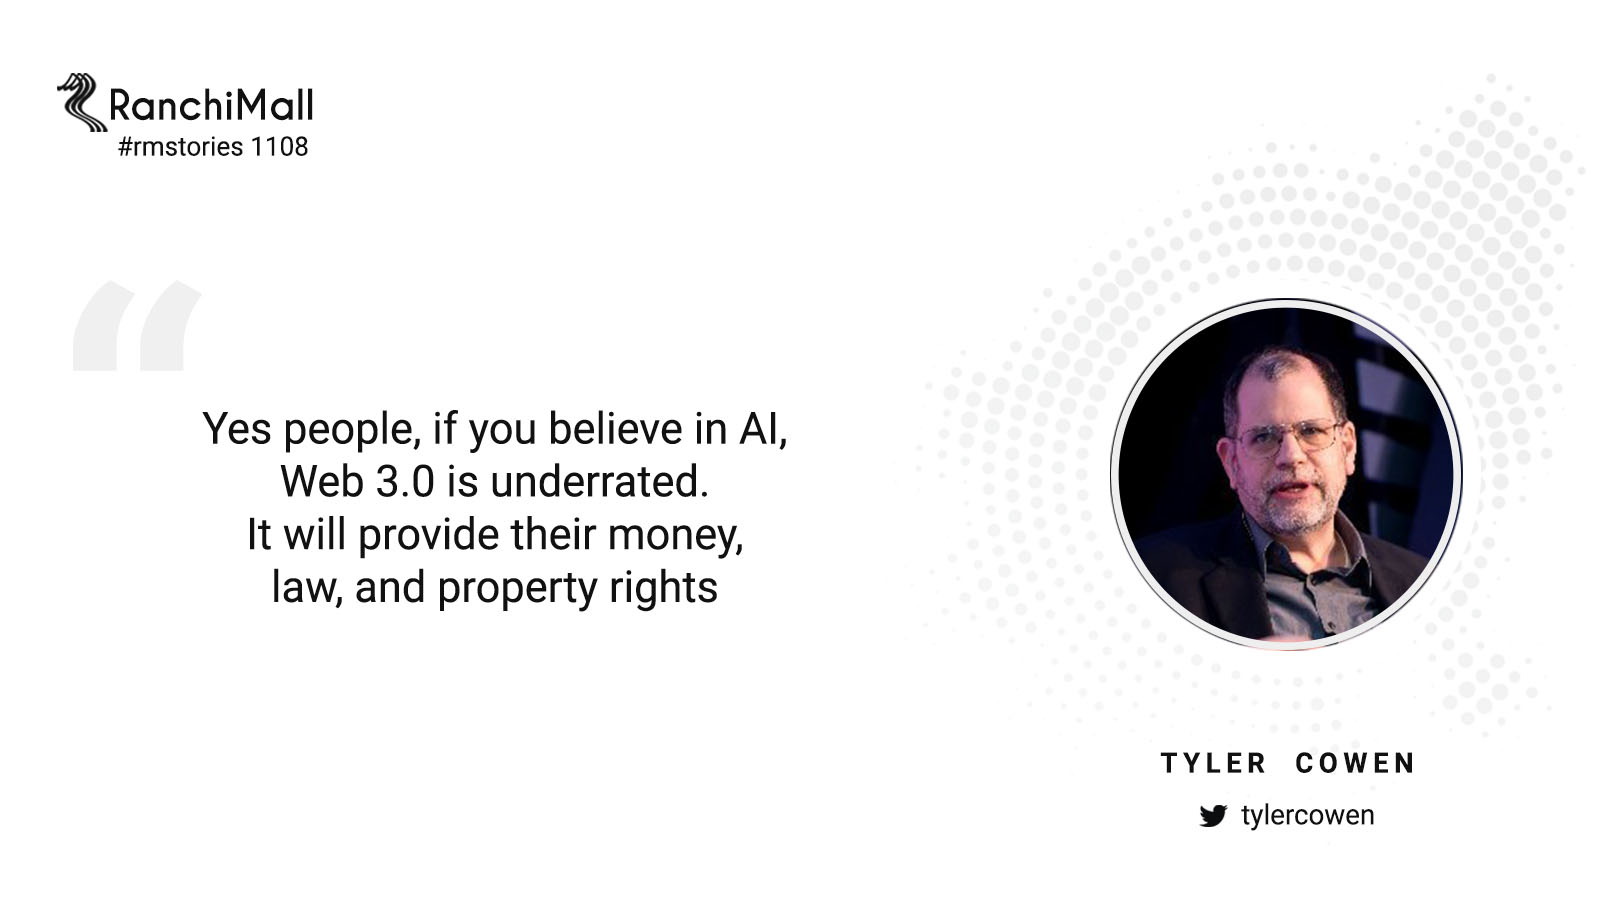 RanchiMall
#rmstories 1108
“
Yes people, if you believe in AI,
Web 3.0 is underrated.
It will provide their money,
law, and property rights
TYLER COWEN
tylercowen